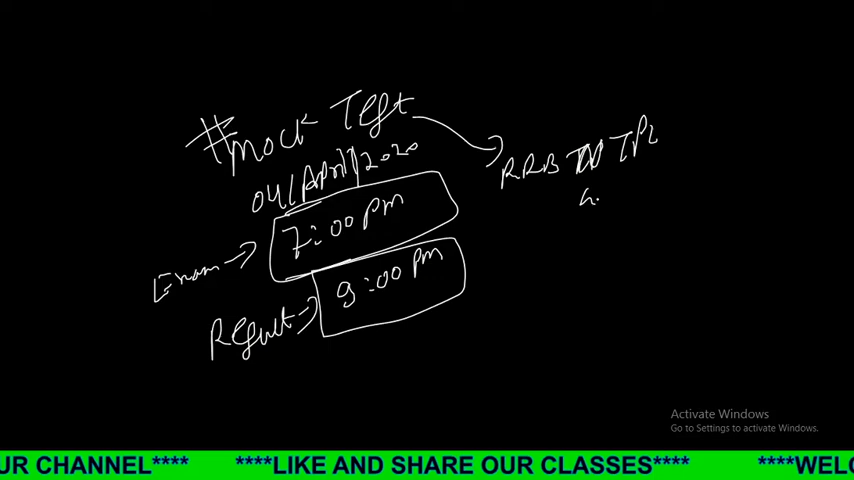 #mock Test
RRB TPL
04/April/2020
Exam → 7:00 pm
Result → 9:00 pm
Activate Windows
Go to Settings to activate Windows.
UR CHANNEL**** ****LIKE AND SHARE OUR CLASSES**** ****WELC